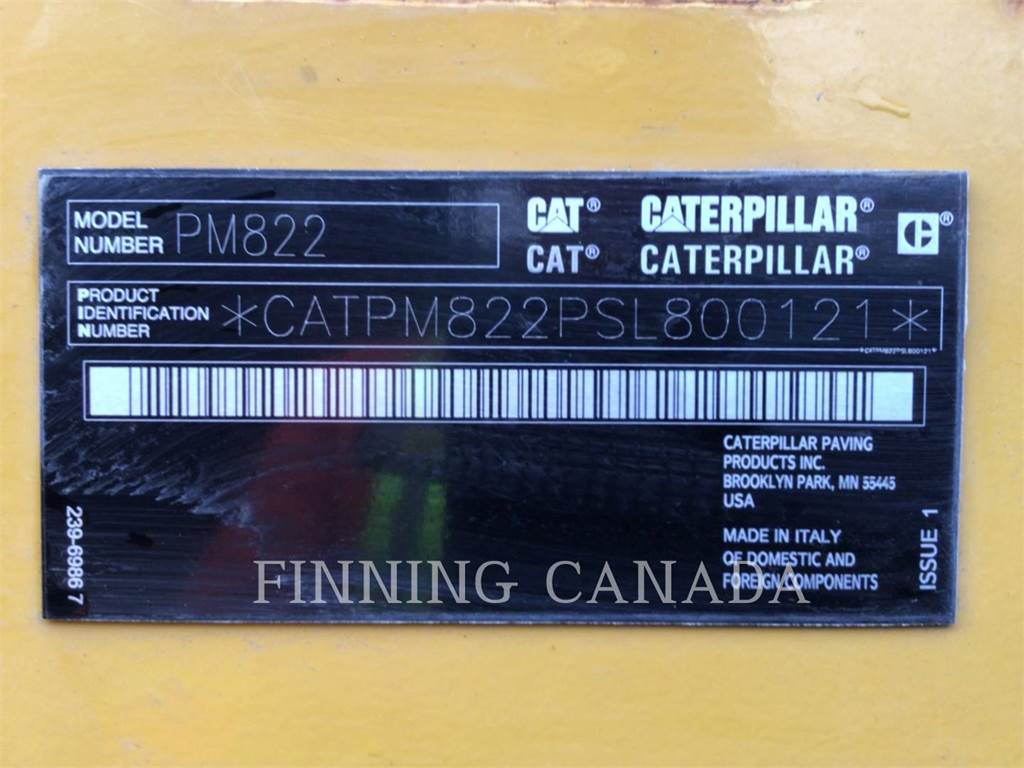 MODEL
NUMBER PM822
CAT® CATERPILLAR®
CAT® CATERPILLAR®
C®
PRODUCT
IDENTIFICATION
NUMBER
*CATPM822PSL800121*
*CATPM822PSL800121*
CATERPILLAR PAVING
PRODUCTS INC.
BROOKLYN PARK, MN 55445
USA
MADE IN ITALY
OF DOMESTIC AND
FOREIGN COMPONENTS
ISSUE 1
239-6986 7
FINNING CANADA